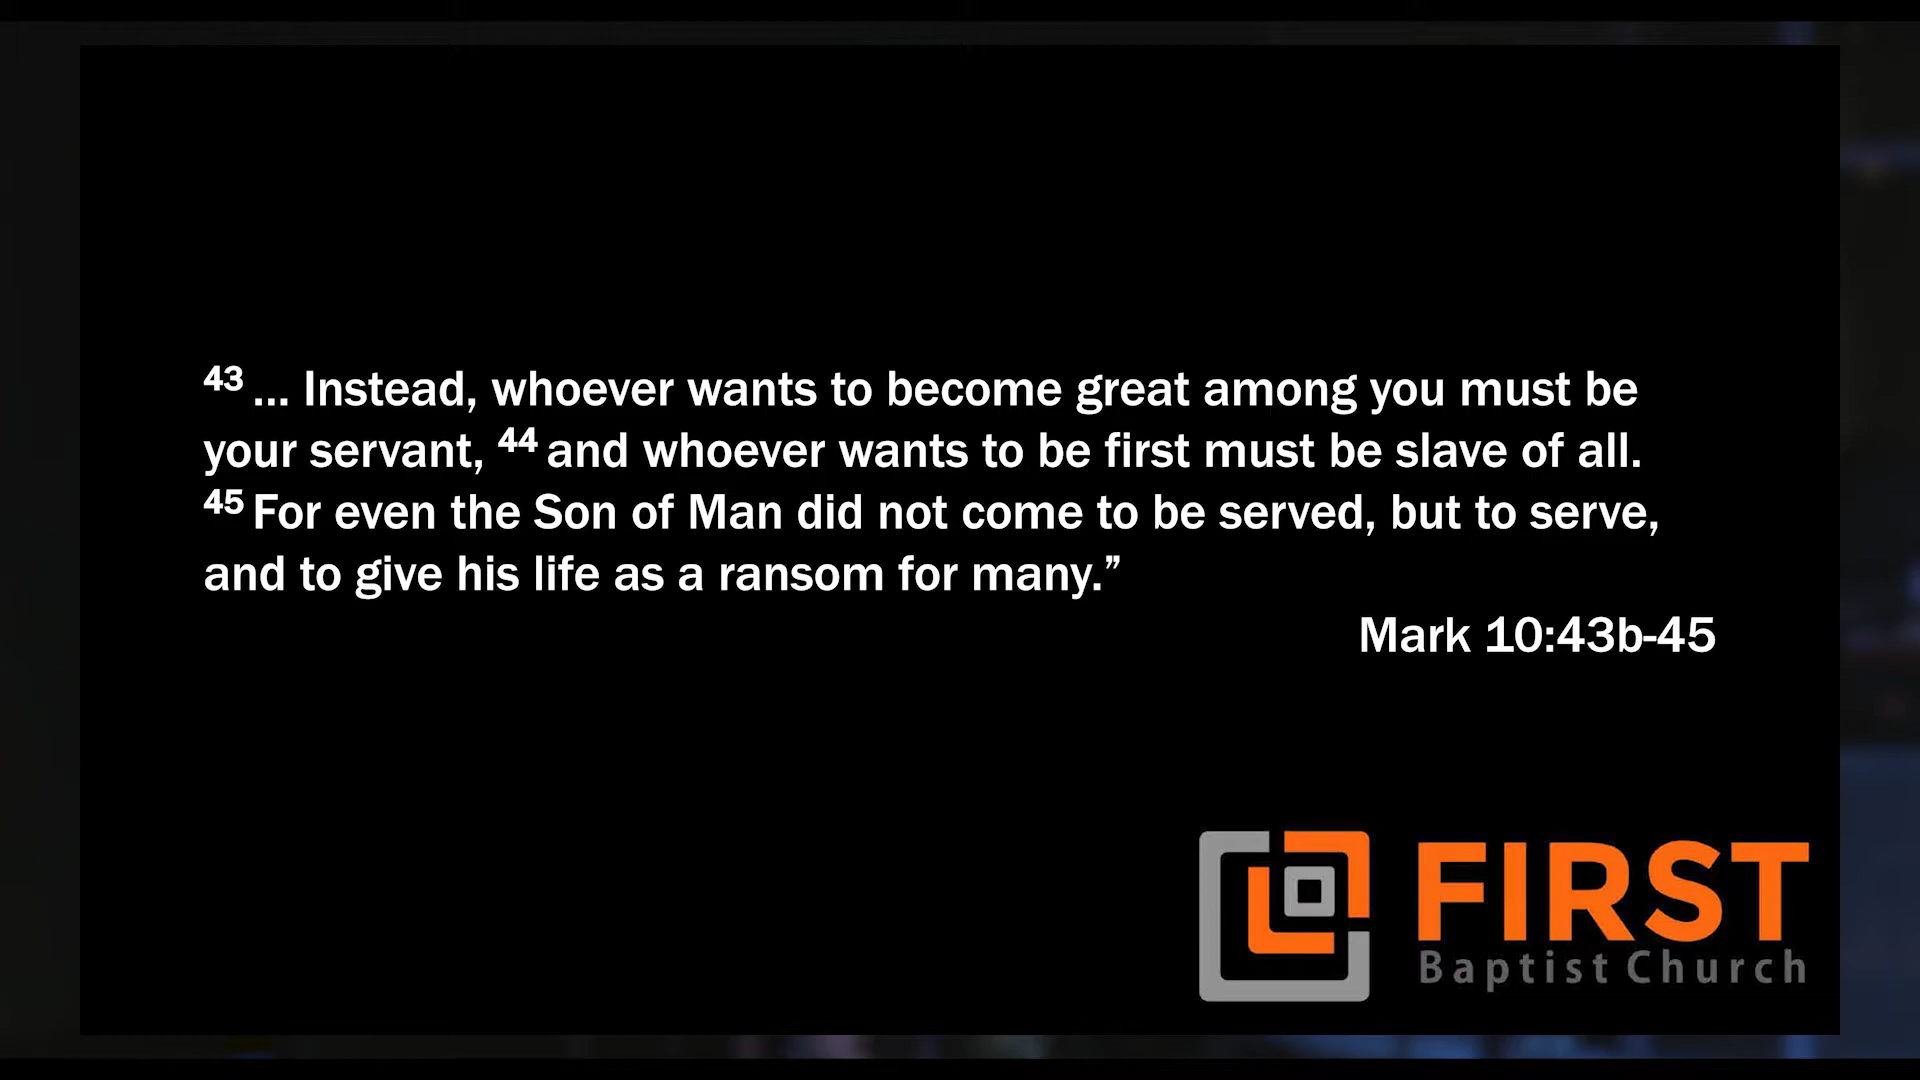 43 ... Instead, whoever wants to become great among you must be
your servant, 44 and whoever wants to be first must be slave of all.
45 For even the Son of Man did not come to be served, but to serve,
and to give his life as a ransom for many.”
Mark 10:43b-45
FIRST
Baptist Church